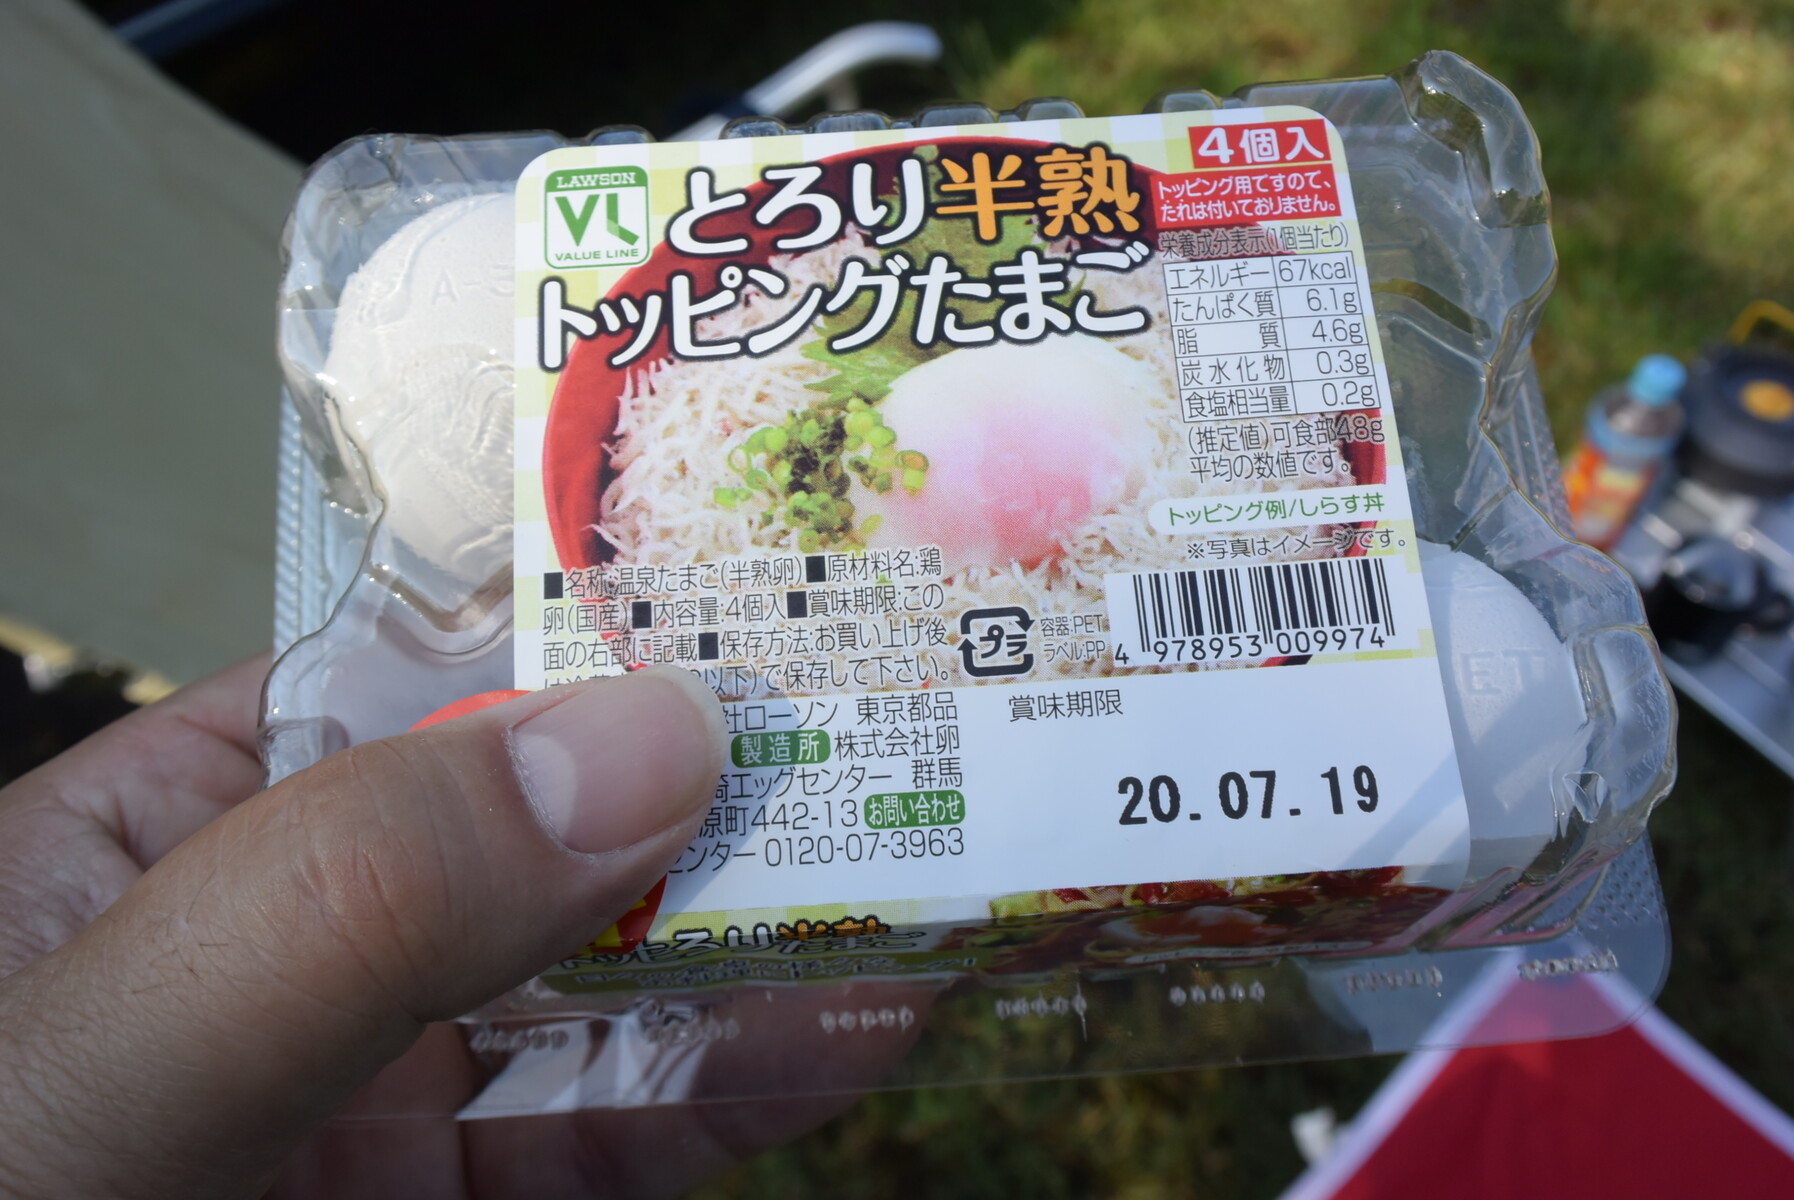 LAWSON
VL
VALUE LINE
とろり半熟
トッピングたまご
4個入
トッピング用ですので、
たれは付いておりません。
栄養成分表示(1個当たり)
エネルギー 67kcal
たんぱく質 6.1g
脂質 4.6g
炭水化物 0.3g
食塩相当量 0.2g
(推定値)可食部48g
平均の数値です。
トッピング例/しらす丼
※写真はイメージです。
■名称:温泉たまご(半熟卵)■原材料名:鶏
卵(国産)■内容量:4個入■賞味期限:この
面の右部に記載■保存方法:お買い上げ後
以下)で保存して下さい。
プラ
容器:PET
ラベル:PP
4 978953 009974
社ローソン 東京都品
製造所 株式会社卵
崎エッグセンター 群馬
原町442-13 お問い合わせ
センター 0120-07-3963
賞味期限
20.07.19
とろり半熟